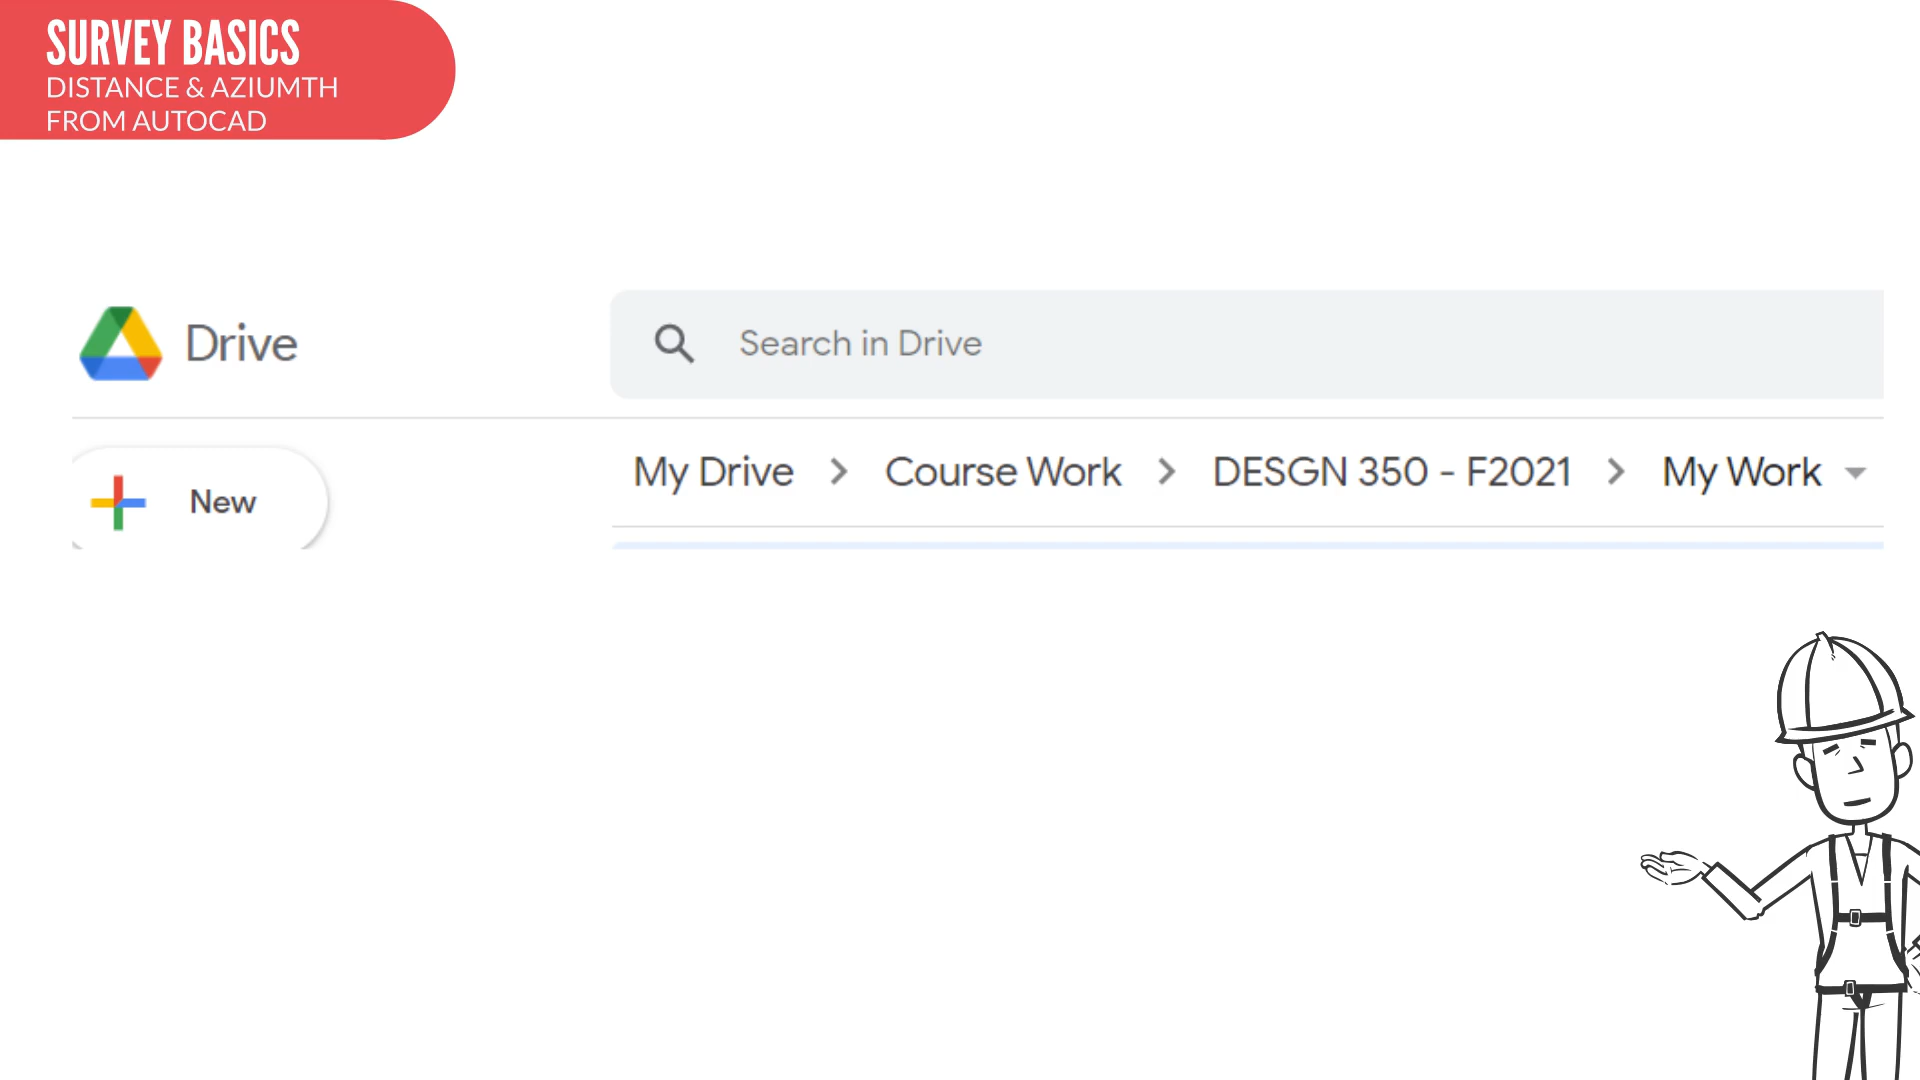 SURVEY BASICS
DISTANCE & AZIUMTH
FROM AUTOCAD
Drive
Search in Drive
New
My Drive > Course Work > DESGN 350 - F2021 > My Work